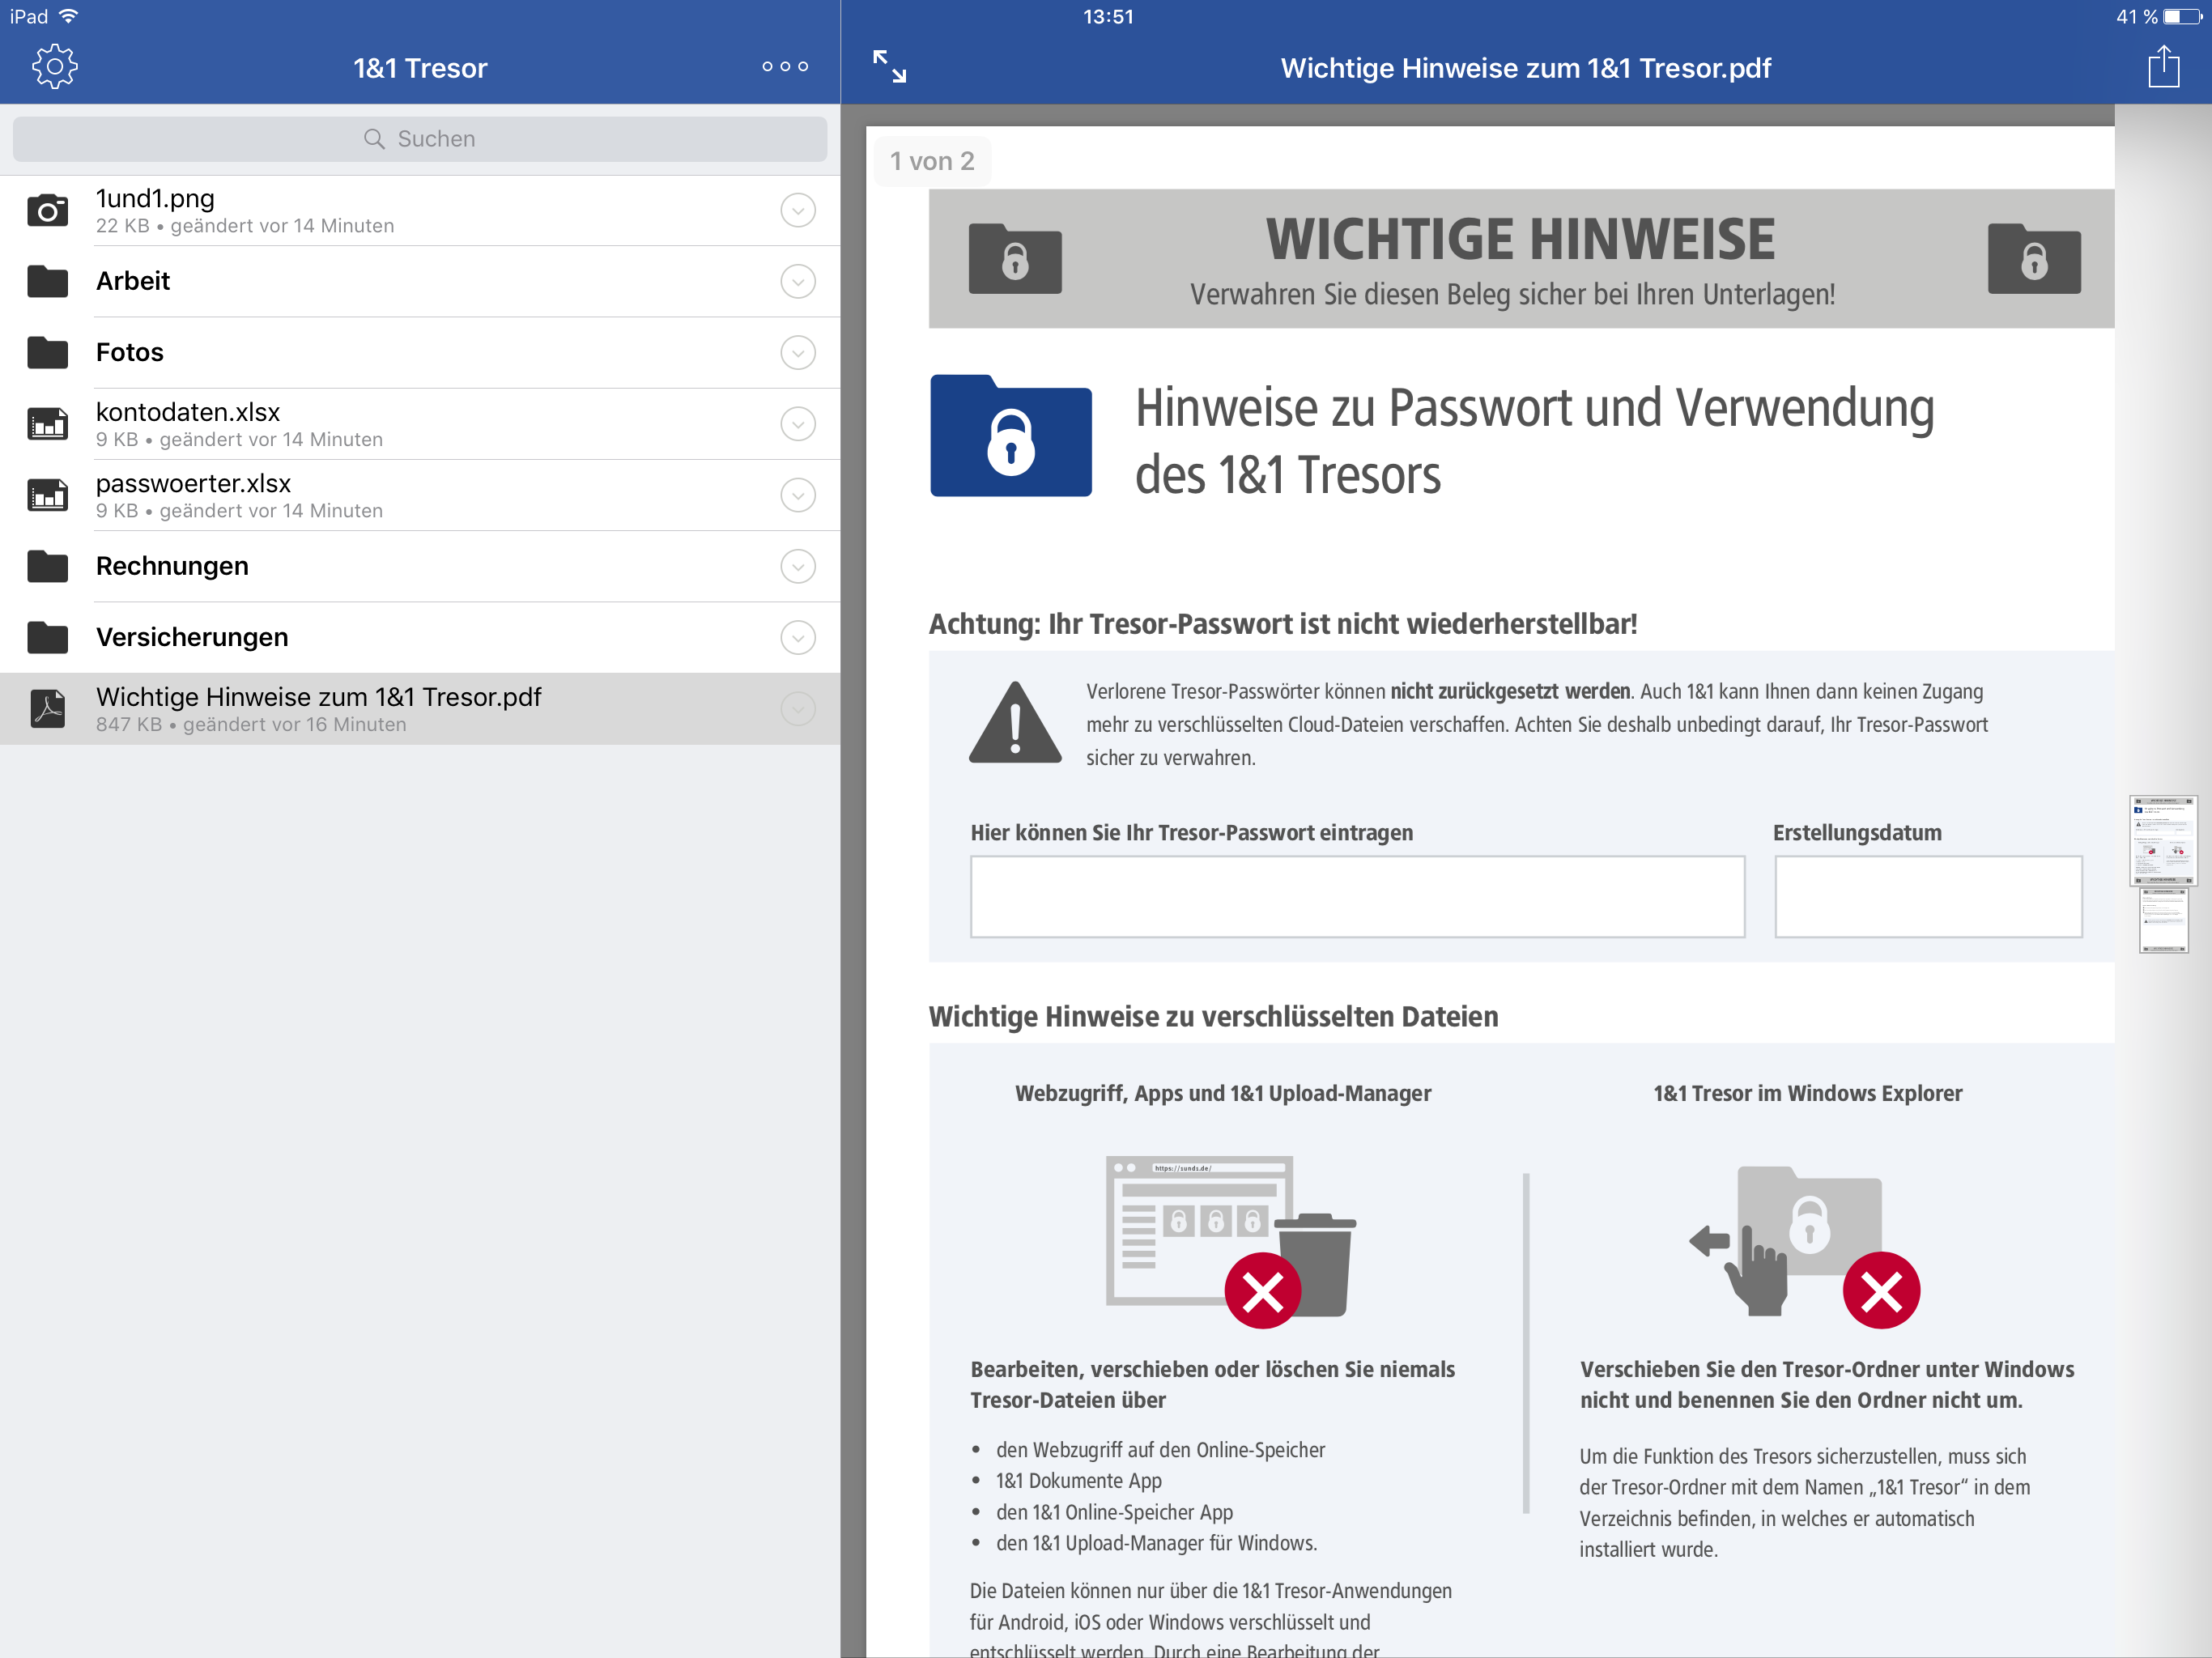 iPad
13:51
41 %
1&1 Tresor
Wichtige Hinweise zum 1&1 Tresor.pdf
Suchen
1und1.png
22 KB • geändert vor 14 Minuten
Arbeit
Fotos
kontodaten.xlsx
9 KB • geändert vor 14 Minuten
passwoerter.xlsx
9 KB • geändert vor 14 Minuten
Rechnungen
Versicherungen
Wichtige Hinweise zum 1&1 Tresor.pdf
847 KB • geändert vor 16 Minuten
1 von 2
WICHTIGE HINWEISE
Verwahren Sie diesen Beleg sicher bei Ihren Unterlagen!
Hinweise zu Passwort und Verwendung
des 1&1 Tresors
Achtung: Ihr Tresor-Passwort ist nicht wiederherstellbar!
Verlorene Tresor-Passwörter können nicht zurückgesetzt werden. Auch 1&1 kann Ihnen dann keinen Zugang
mehr zu verschlüsselten Cloud-Dateien verschaffen. Achten Sie deshalb unbedingt darauf, Ihr Tresor-Passwort
sicher zu verwahren.
Hier können Sie Ihr Tresor-Passwort eintragen
Erstellungsdatum
Wichtige Hinweise zu verschlüsselten Dateien
Webzugriff, Apps und 1&1 Upload-Manager
https://sunds.de/
Bearbeiten, verschieben oder löschen Sie niemals
Tresor-Dateien über
• den Webzugriff auf den Online-Speicher
• 1&1 Dokumente App
• den 1&1 Online-Speicher App
• den 1&1 Upload-Manager für Windows.
Die Dateien können nur über die 1&1 Tresor-Anwendungen
für Android, iOS oder Windows verschlüsselt und
entschlüsselt werden. Durch eine Bearbeitung der
1&1 Tresor im Windows Explorer
Verschieben Sie den Tresor-Ordner unter Windows
nicht und benennen Sie den Ordner nicht um.
Um die Funktion des Tresors sicherzustellen, muss sich
der Tresor-Ordner mit dem Namen „1&1 Tresor“ in dem
Verzeichnis befinden, in welches er automatisch
installiert wurde.